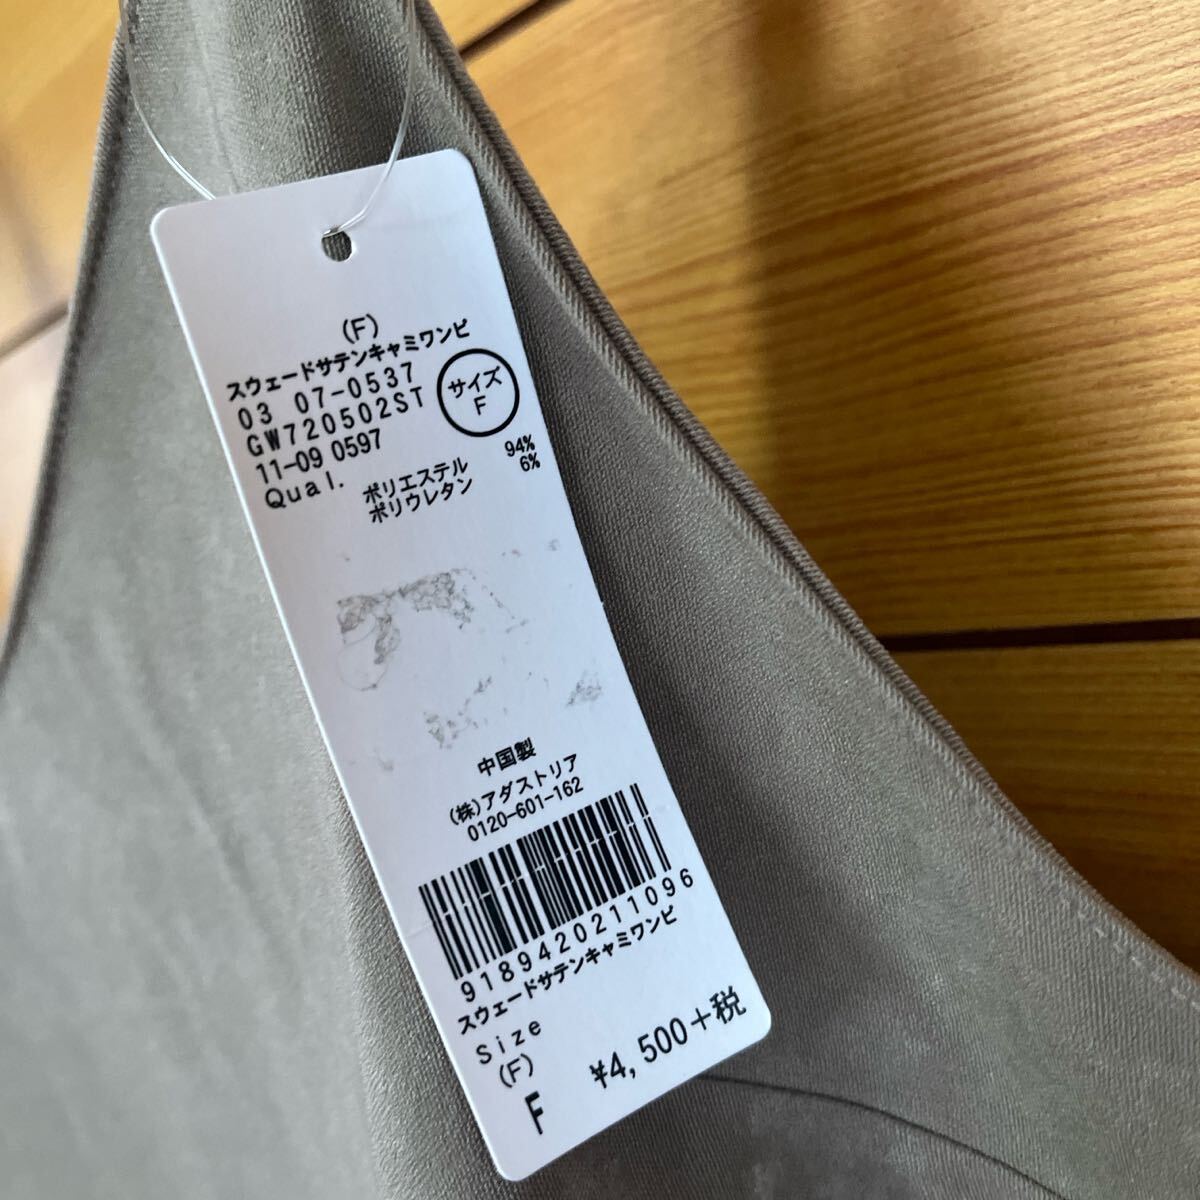 (F)
スウェードサテンキャミワンピ
03 07-0537
GW720502ST
サイズ
F
11-09 0597
Qual.
ポリエステル 94%
ポリウレタン 6%
中国製
(株)アダストリア
0120-601-162
9189420211096
スウェードサテンキャミワンピ
Size
(F)
F
¥4,500+税